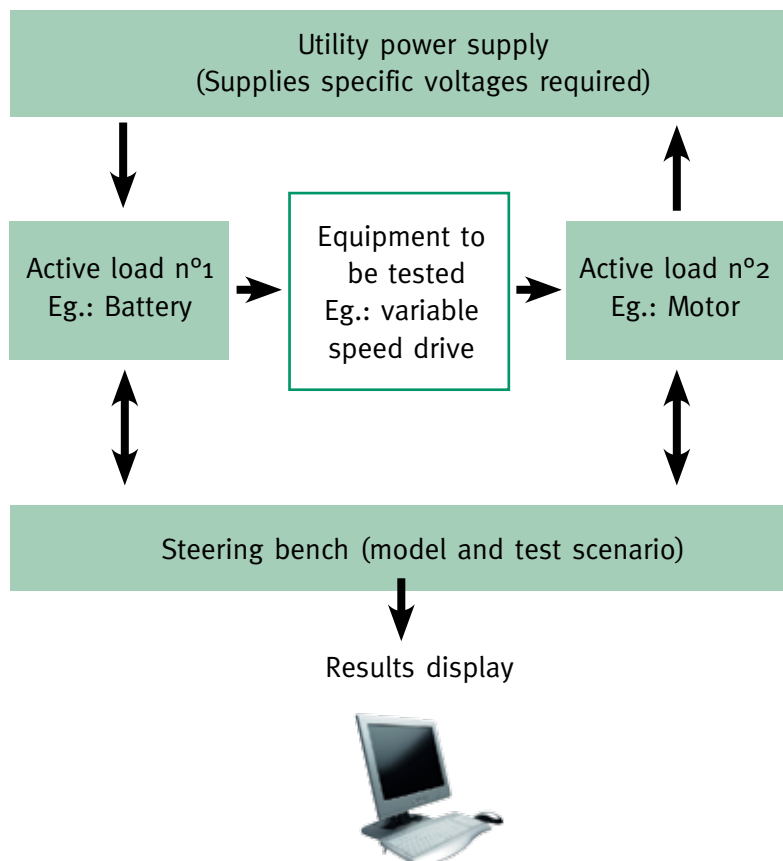 Utility power supply
(Supplies specific voltages required)
Active load n°1
Eg.: Battery
Equipment to
be tested
Eg.: variable
speed drive
Active load n°2
Eg.: Motor
Steering bench (model and test scenario)
Results display